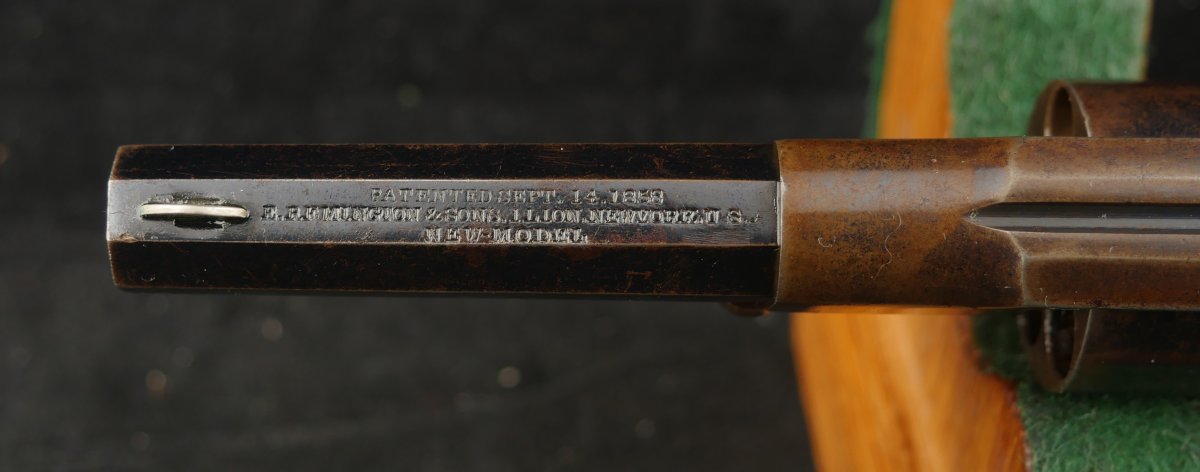 PATENTED SEPT. 14. 1858
E. REMINGTON & SONS, ILION, NEW YORK, U.S.A.
NEW-MODEL